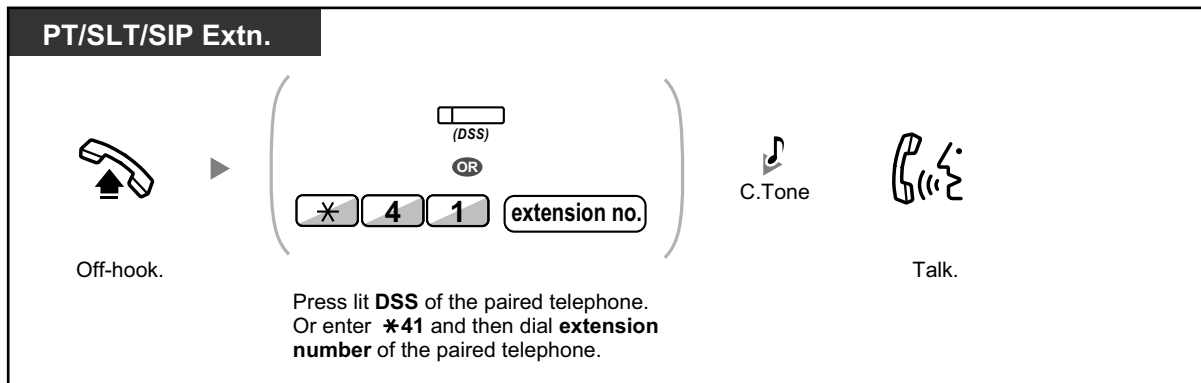 PT/SLT/SIP Extn.
(DSS)
OR
* 4 1 extension no.
C.Tone
Off-hook.
Talk.
Press lit DSS of the paired telephone.
Or enter *41 and then dial extension
number of the paired telephone.